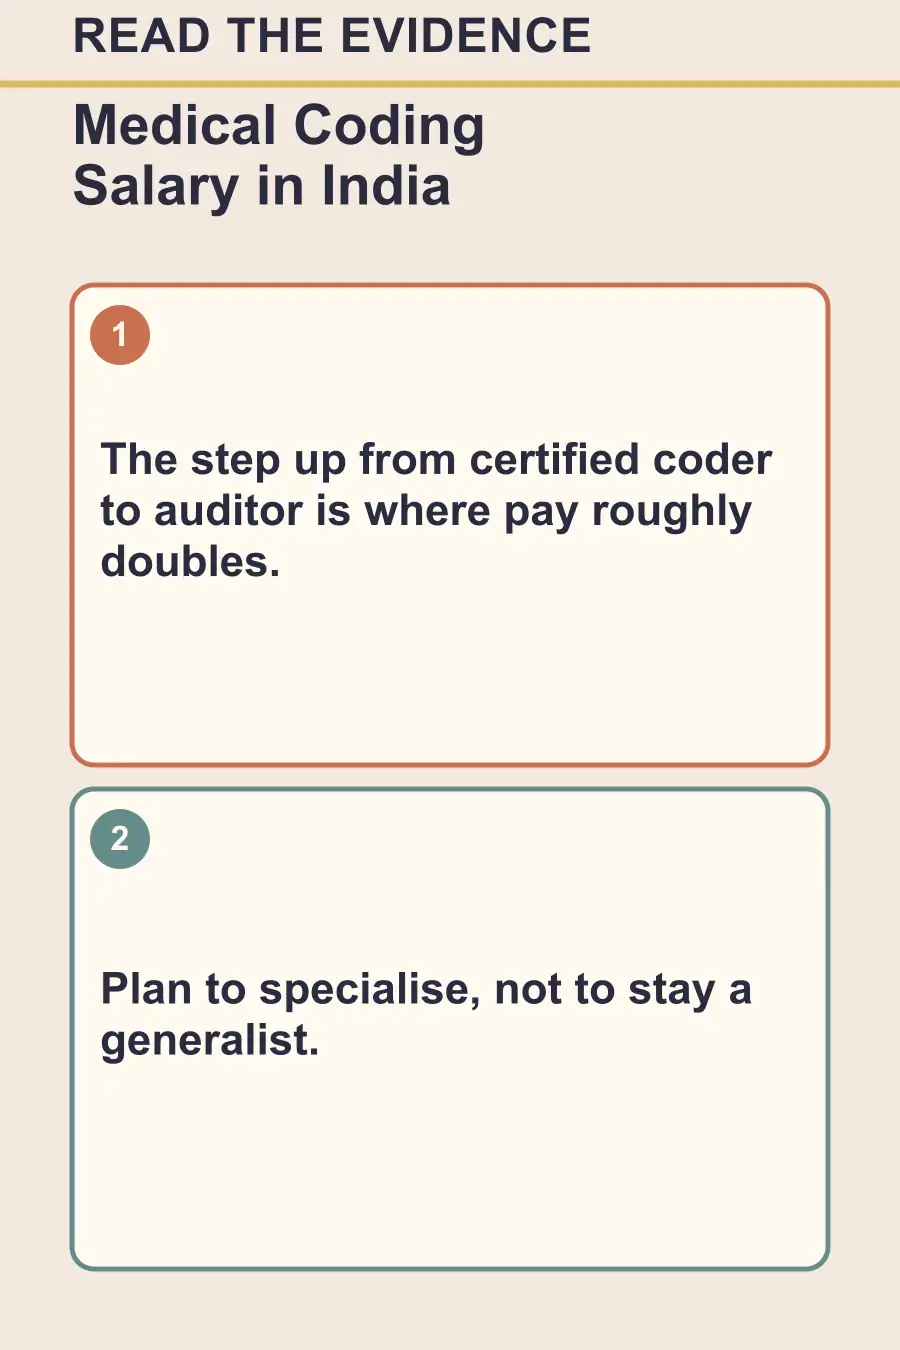 READ THE EVIDENCE
Medical Coding
Salary in India
1
The step up from certified coder
to auditor is where pay roughly
doubles.
2
Plan to specialise, not to stay a
generalist.